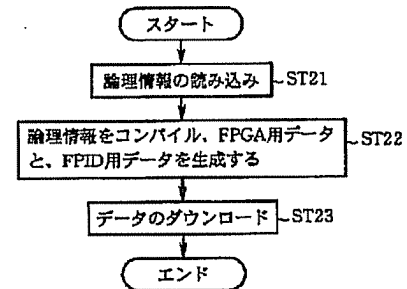 スタート
論理情報の読み込み ST21
論理情報をコンパイル、FPGA用データ ST22
と、FPID用データを生成する
データのダウンロード ST23
エンド